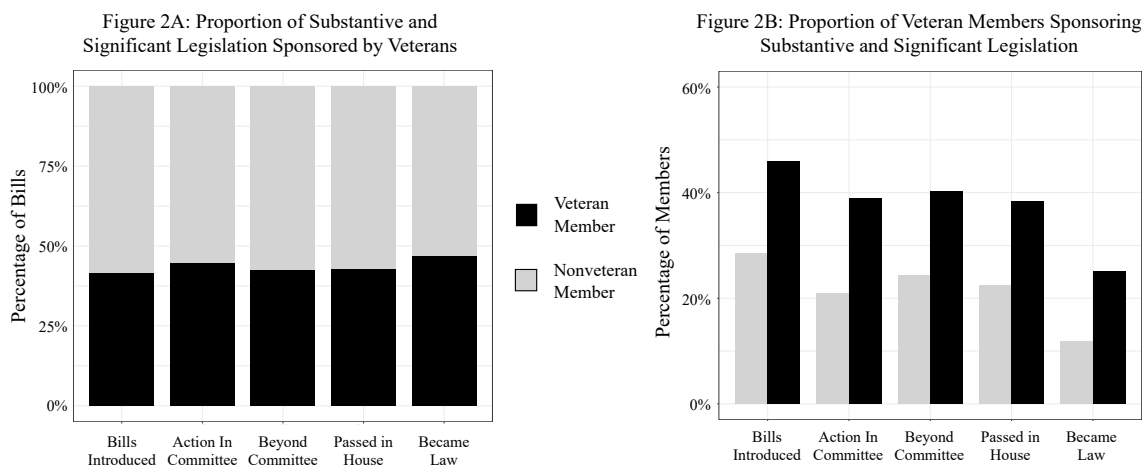 Figure 2A: Proportion of Substantive and
Significant Legislation Sponsored by Veterans
100%
75%
50%
25%
0%
Percentage of Bills
Bills
Introduced
Action In
Committee
Beyond
Committee
Passed in
House
Became
Law
Veteran
Member
Nonveteran
Member
Figure 2B: Proportion of Veteran Members Sponsoring
Substantive and Significant Legislation
60%
40%
20%
0%
Percentage of Members
Bills
Introduced
Action In
Committee
Beyond
Committee
Passed in
House
Became
Law